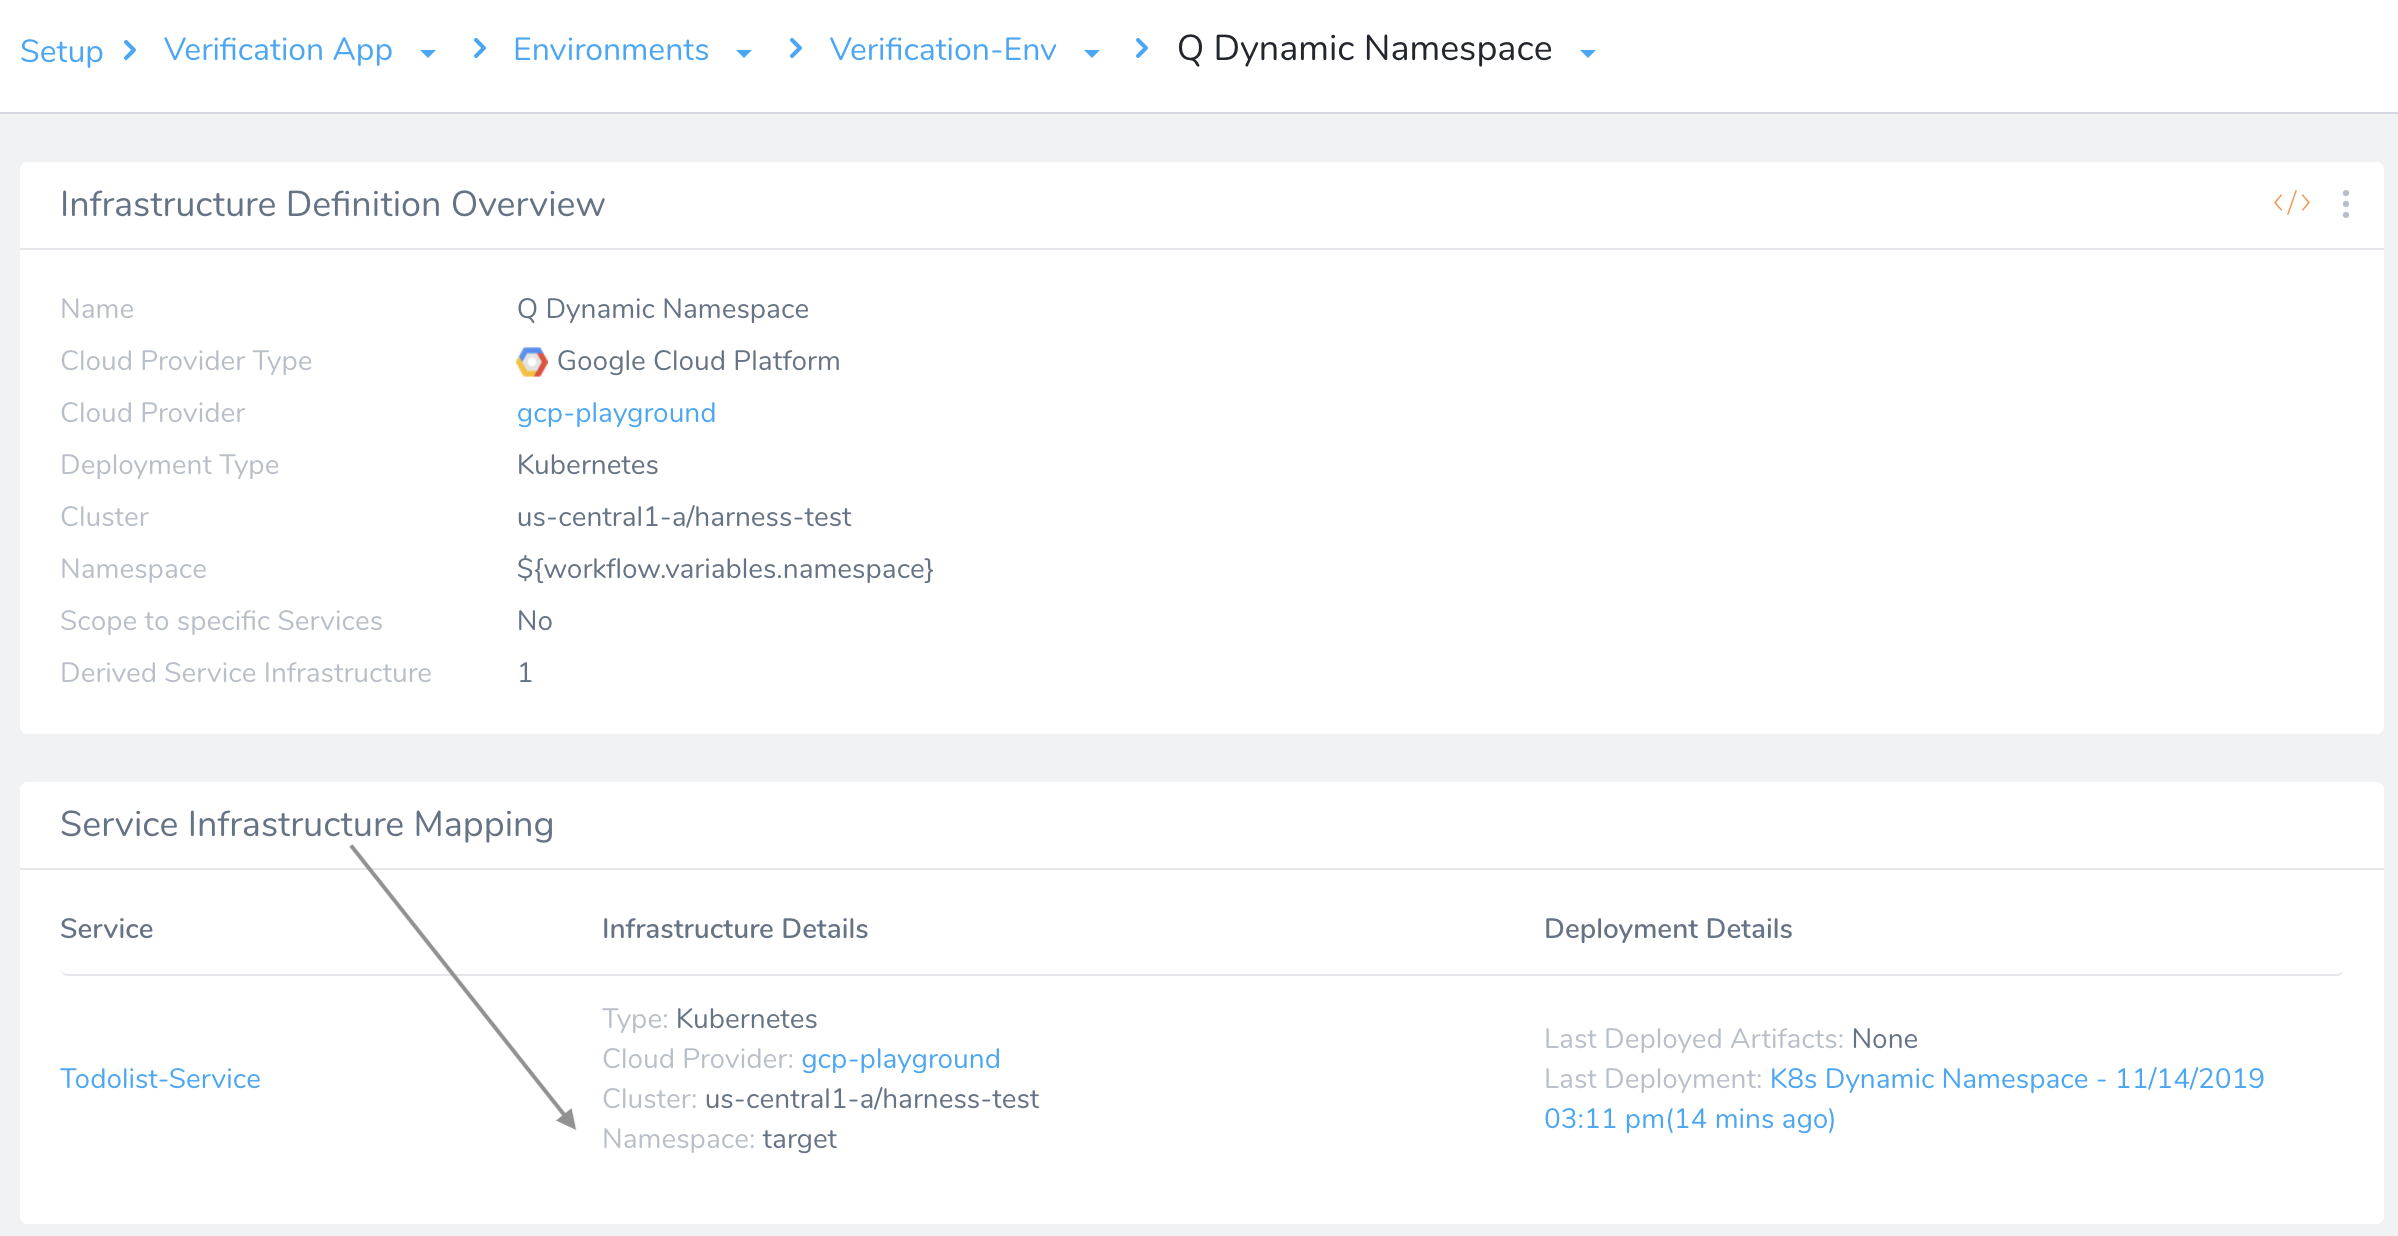 Setup Verification App Environments Verification-Env Q Dynamic Namespace
Infrastructure Definition Overview </>
Name Q Dynamic Namespace
Cloud Provider Type Google Cloud Platform
Cloud Provider gcp-playground
Deployment Type Kubernetes
Cluster us-central1-a/harness-test
Namespace ${workflow.variables.namespace}
Scope to specific Services No
Derived Service Infrastructure 1
Service Infrastructure Mapping
Service Infrastructure Details Deployment Details
Todolist-Service
Type: Kubernetes
Cloud Provider: gcp-playground
Cluster: us-central1-a/harness-test
Namespace: target
Last Deployed Artifacts: None
Last Deployment: K8s Dynamic Namespace - 11/14/2019
03:11 pm(14 mins ago)